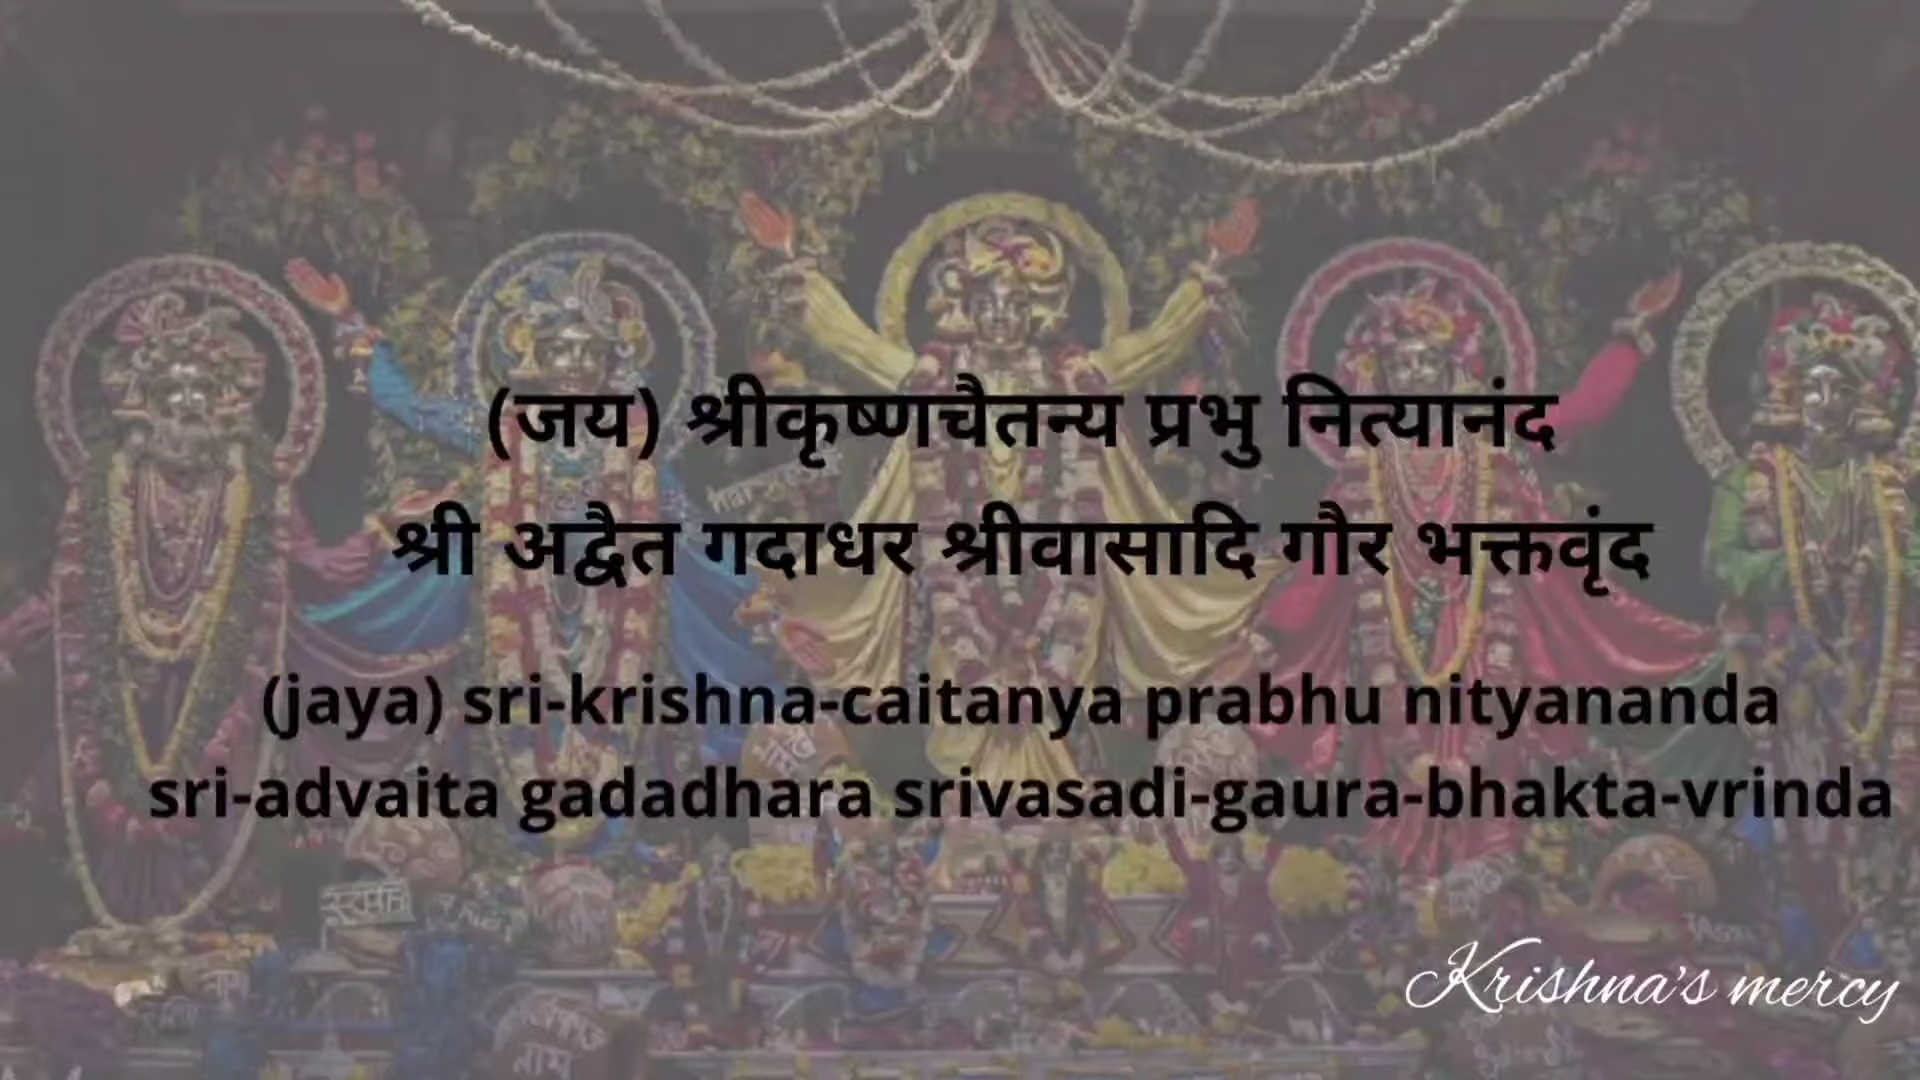 (जय) श्रीकृष्णचैतन्य प्रभु नित्यानंद
श्री अद्वैत गदाधर श्रीवासादि गौर भक्तवृंद
(jaya) sri-krishna-caitanya prabhu nityananda
sri-advaita gadadhara srivasadi-gaura-bhakta-vrinda
Krishna's mercy